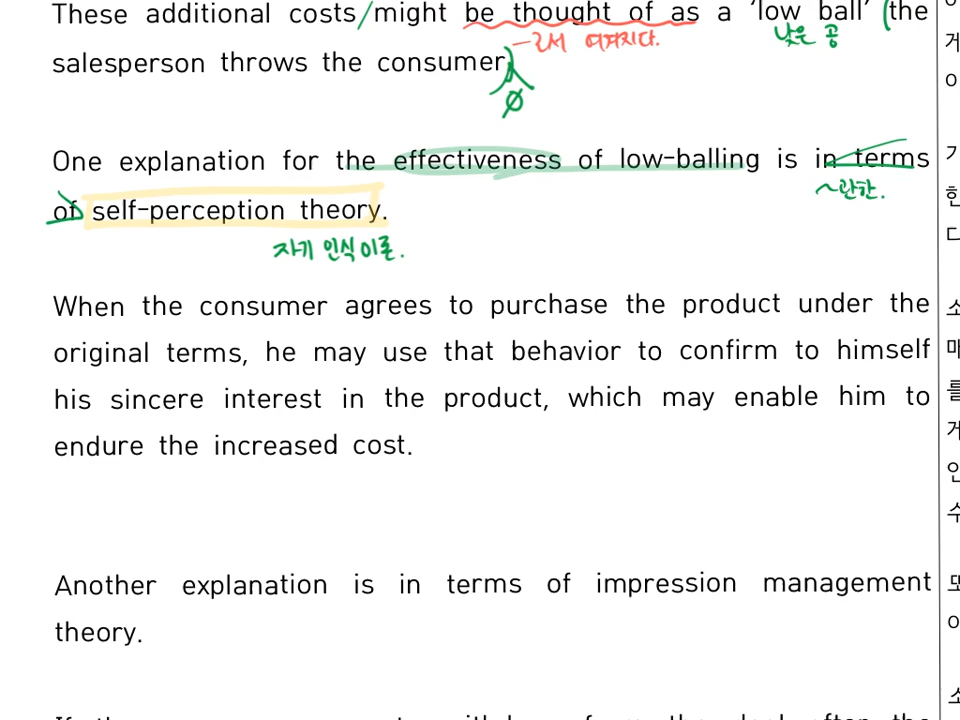 These additional costs/might be thought of as a 'low ball' (the
-로서 여겨지다.
낮은 공
salesperson throws the consumer)
ø
One explanation for the effectiveness of low-balling is in terms
~관한.
of self-perception theory.
자기 인식 이론.
When the consumer agrees to purchase the product under the
original terms, he may use that behavior to confirm to himself
his sincere interest in the product, which may enable him to
endure the increased cost.
Another explanation is in terms of impression management
theory.